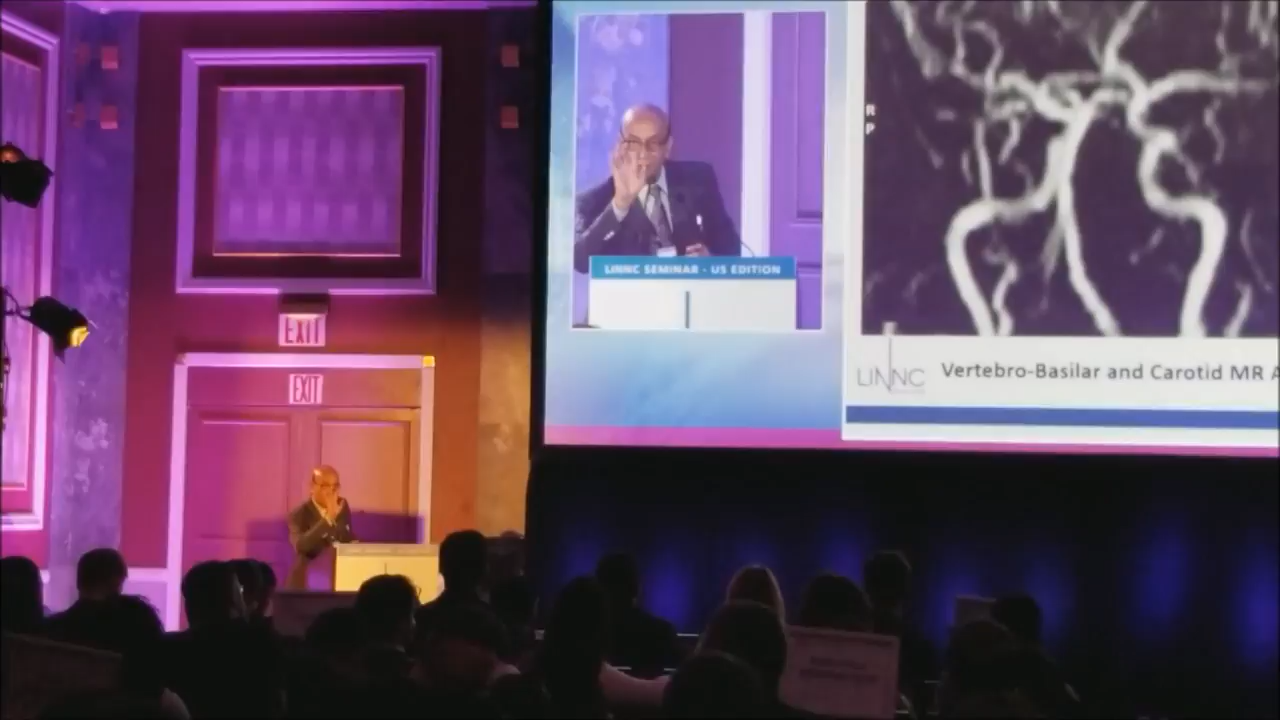 EXIT
EXIT
LINNC SEMINAR - US EDITION
R
P
LINNC
Vertebro-Basilar and Carotid MR A